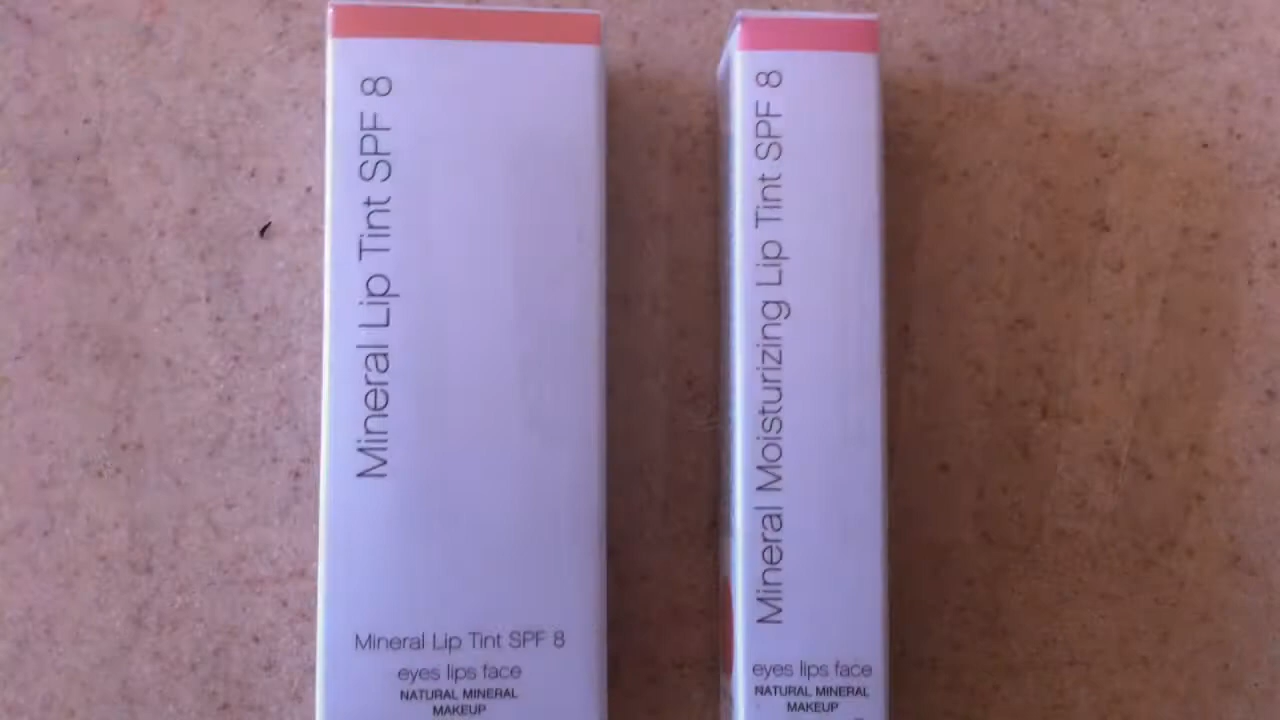 Mineral Lip Tint SPF 8
Mineral Lip Tint SPF 8
eyes lips face
NATURAL MINERAL
MAKEUP
Mineral Moisturizing Lip Tint SPF 8
eyes lips face
NATURAL MINERAL
MAKEUP